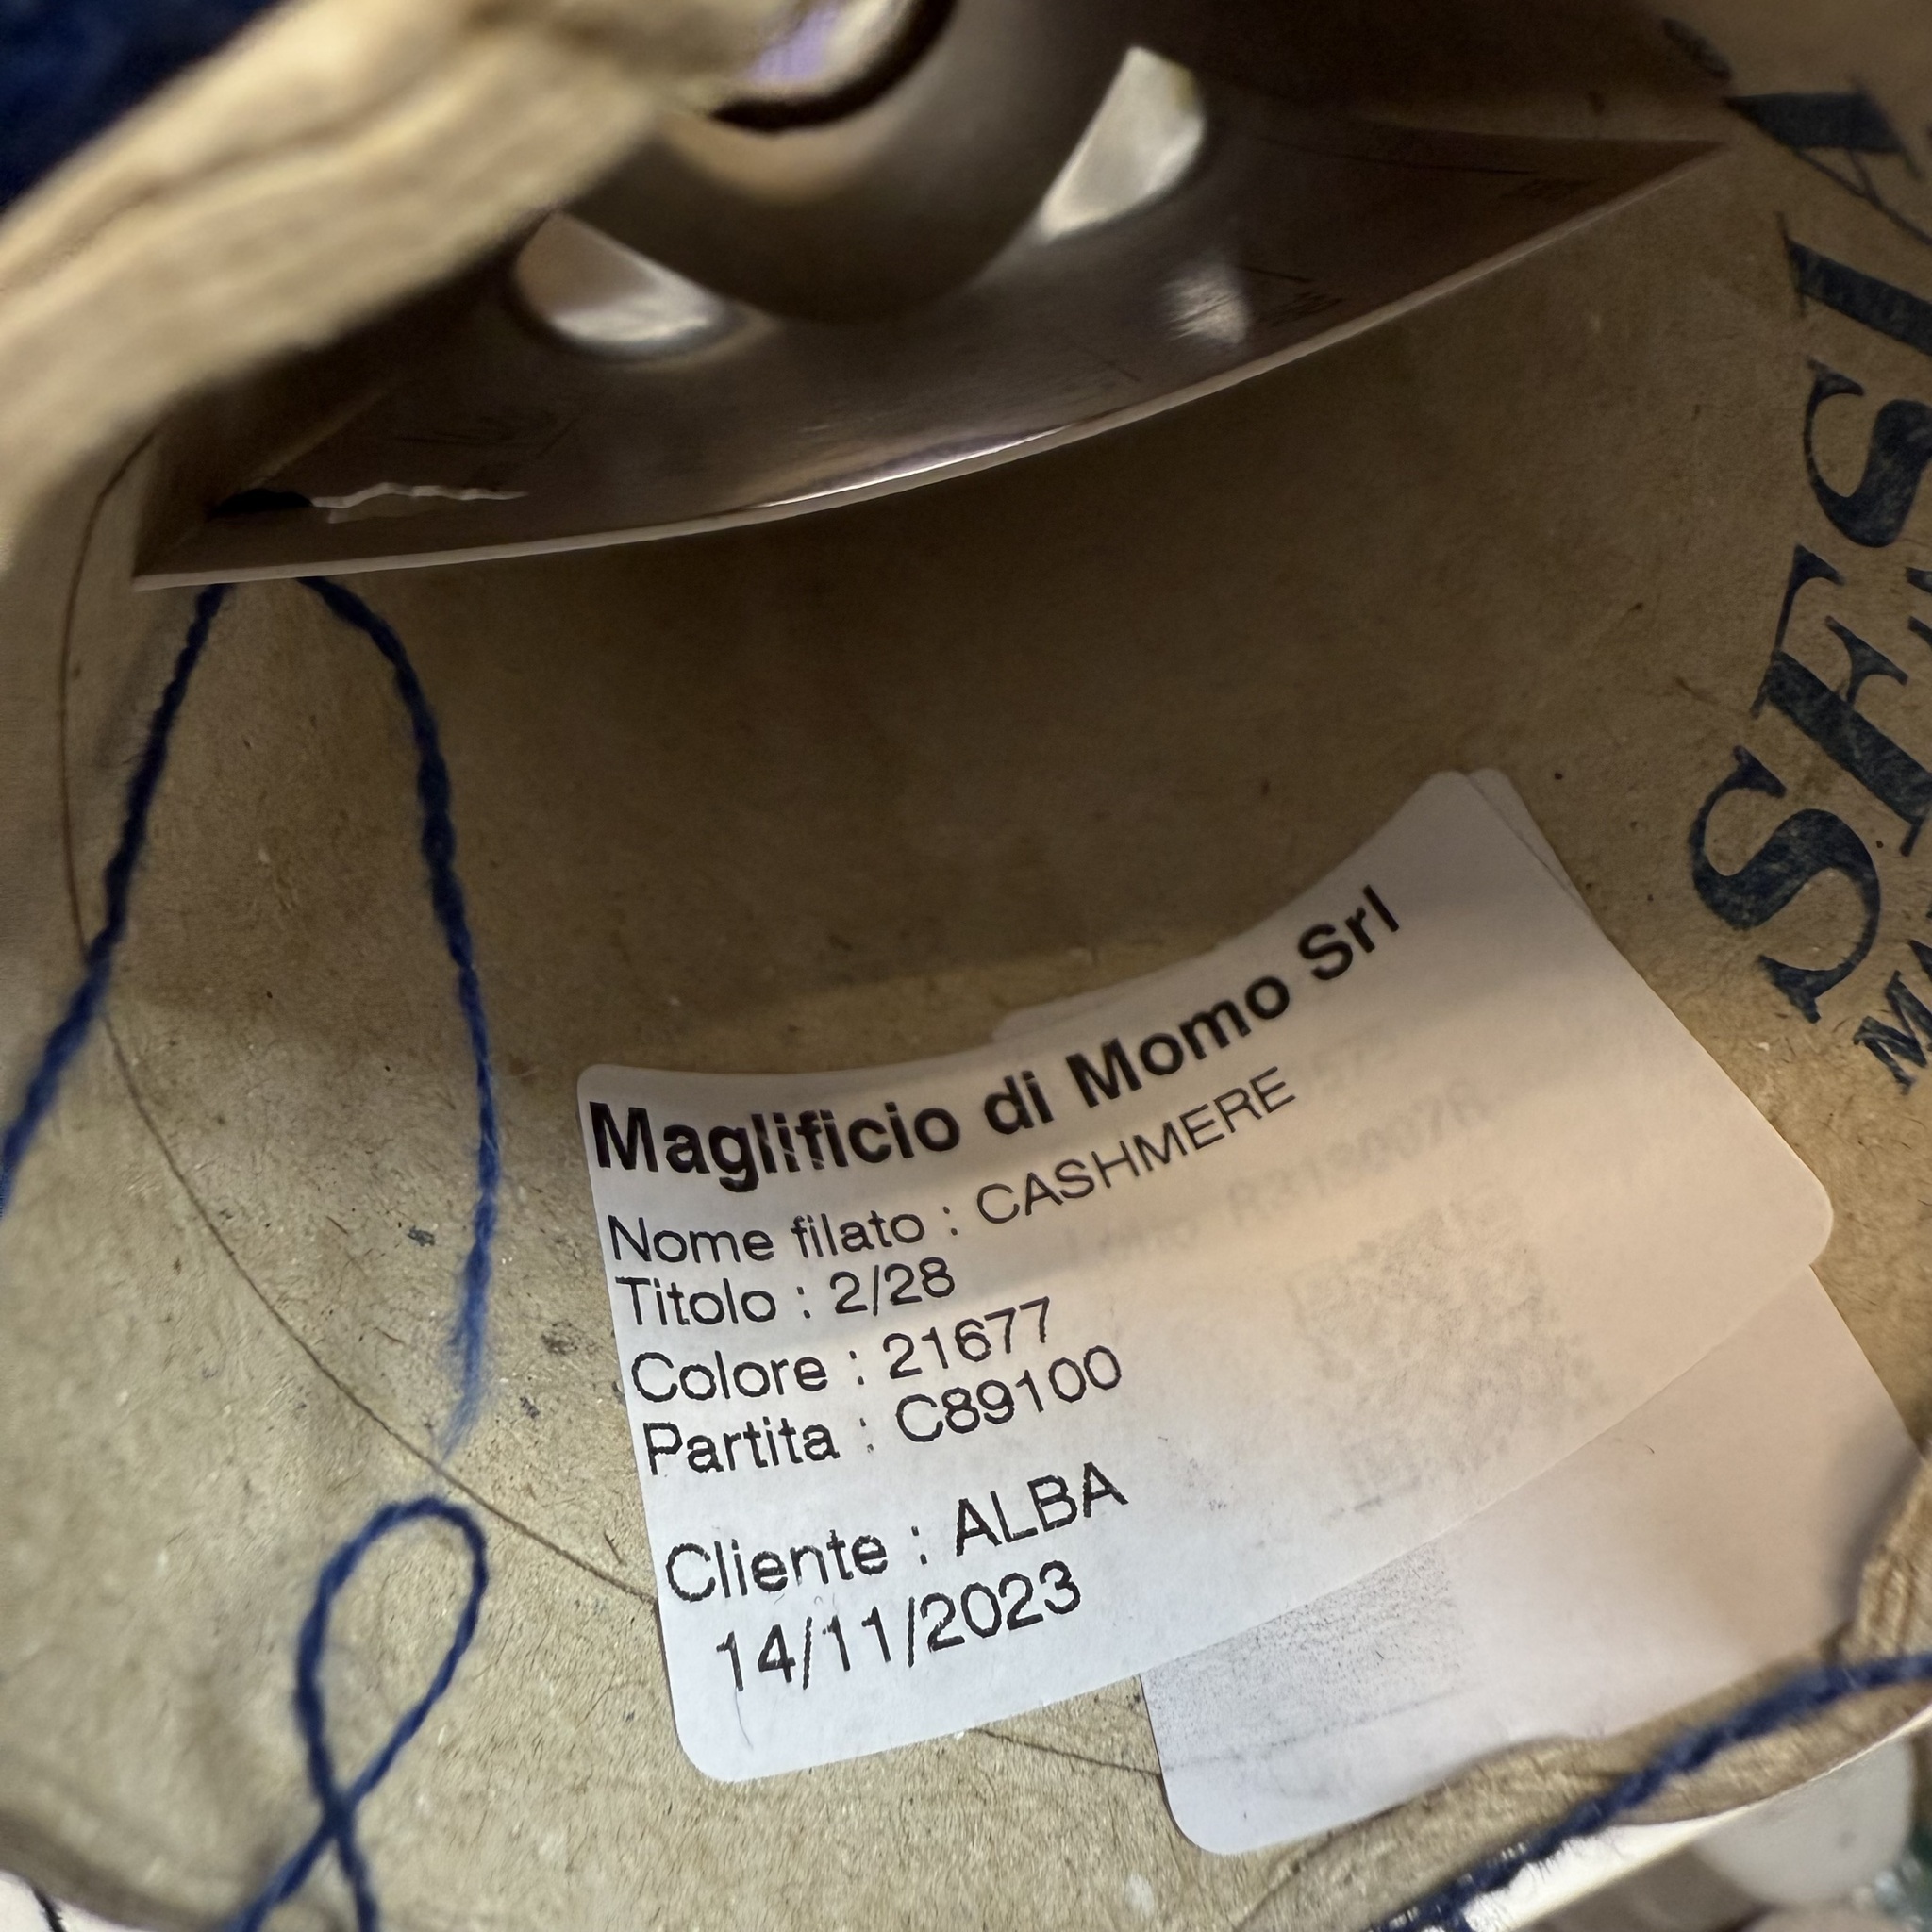 Maglificio di Momo Srl
Nome filato : CASHMERE
Titolo : 2/28
Colore : 21677
Partita : C89100
Cliente : ALBA
14/11/2023
SESIA